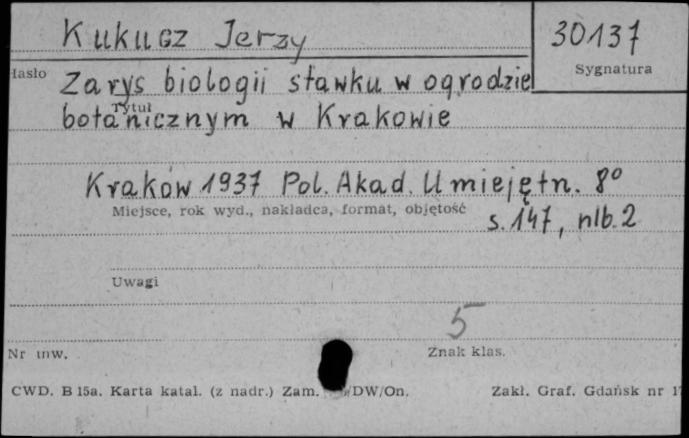 Kukucz Jerzy
30137
Hasło
Sygnatura
Zarys biologii stawku w ogrodzie
Tytuł
botanicznym w Krakowie
Kraków 1937 Pol. Akad. Umiejętn. 8º
Miejsce, rok wyd., nakładca, format, objętość
s. 147, nlb. 2
Uwagi
5
Nr inw.
Znak klas.
CWD. B 15a. Karta katal. (z nadr.) Zam. /DW/On. Zakł. Graf. Gdańsk nr